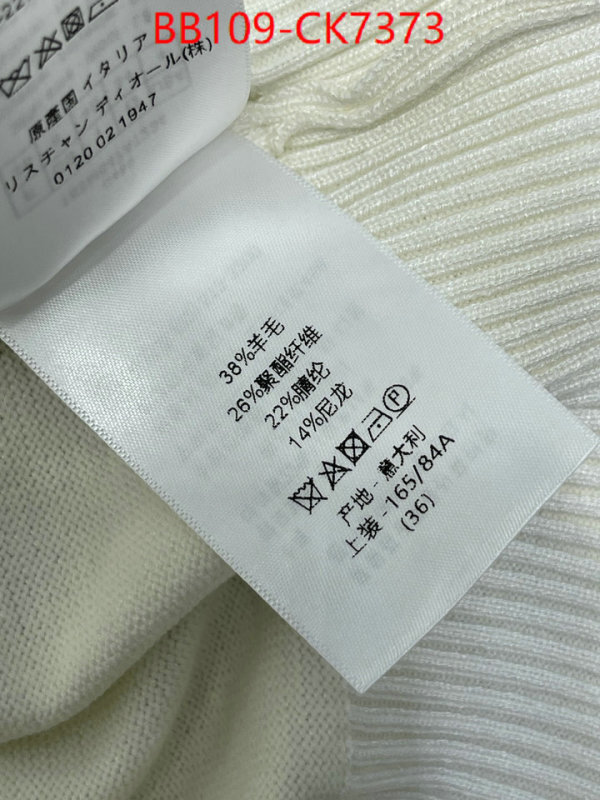 BB109-CK7373
原産国 イタリア
リスチャン ディオール(株)
0120 02 1947
38%羊毛
26%聚酯纤维
22%腈纶
14%尼龙
产地 - 意大利
上装 - 165/84A
(36)